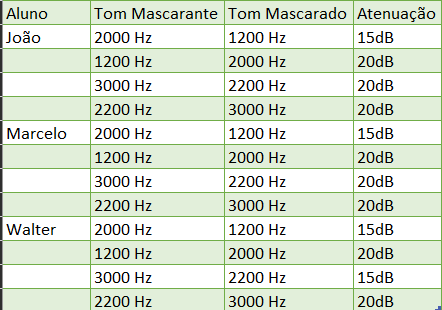 Aluno Tom Mascarante Tom Mascarado Atenuação
João 2000 Hz 1200 Hz 15dB
1200 Hz 2000 Hz 20dB
3000 Hz 2200 Hz 20dB
2200 Hz 3000 Hz 20dB
Marcelo 2000 Hz 1200 Hz 15dB
1200 Hz 2000 Hz 20dB
3000 Hz 2200 Hz 20dB
2200 Hz 3000 Hz 20dB
Walter 2000 Hz 1200 Hz 15dB
1200 Hz 2000 Hz 20dB
3000 Hz 2200 Hz 15dB
2200 Hz 3000 Hz 20dB